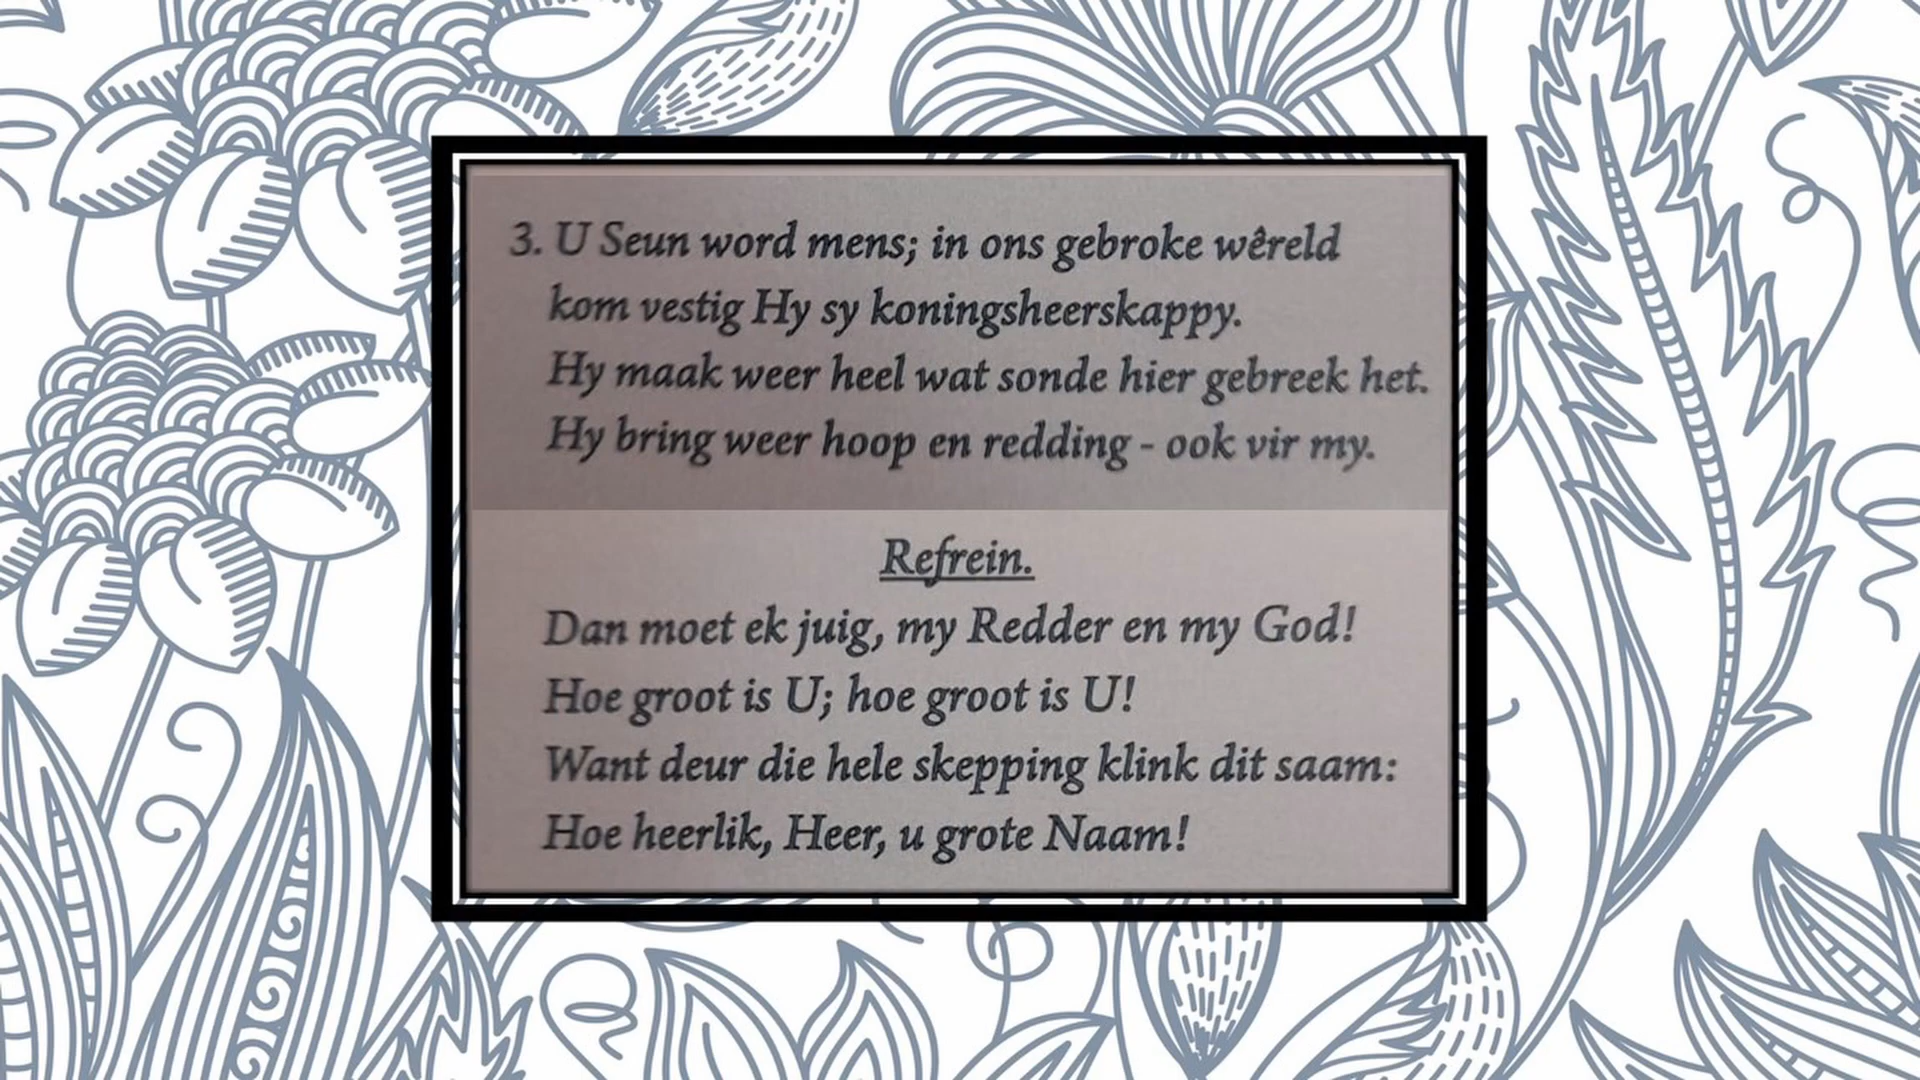 3. U Seun word mens; in ons gebroke wêreld
kom vestig Hy sy koningsheerskappy.
Hy maak weer heel wat sonde hier gebreek het.
Hy bring weer hoop en redding - ook vir my.
Refrein.
Dan moet ek juig, my Redder en my God!
Hoe groot is U; hoe groot is U!
Want deur die hele skepping klink dit saam:
Hoe heerlik, Heer, u grote Naam!